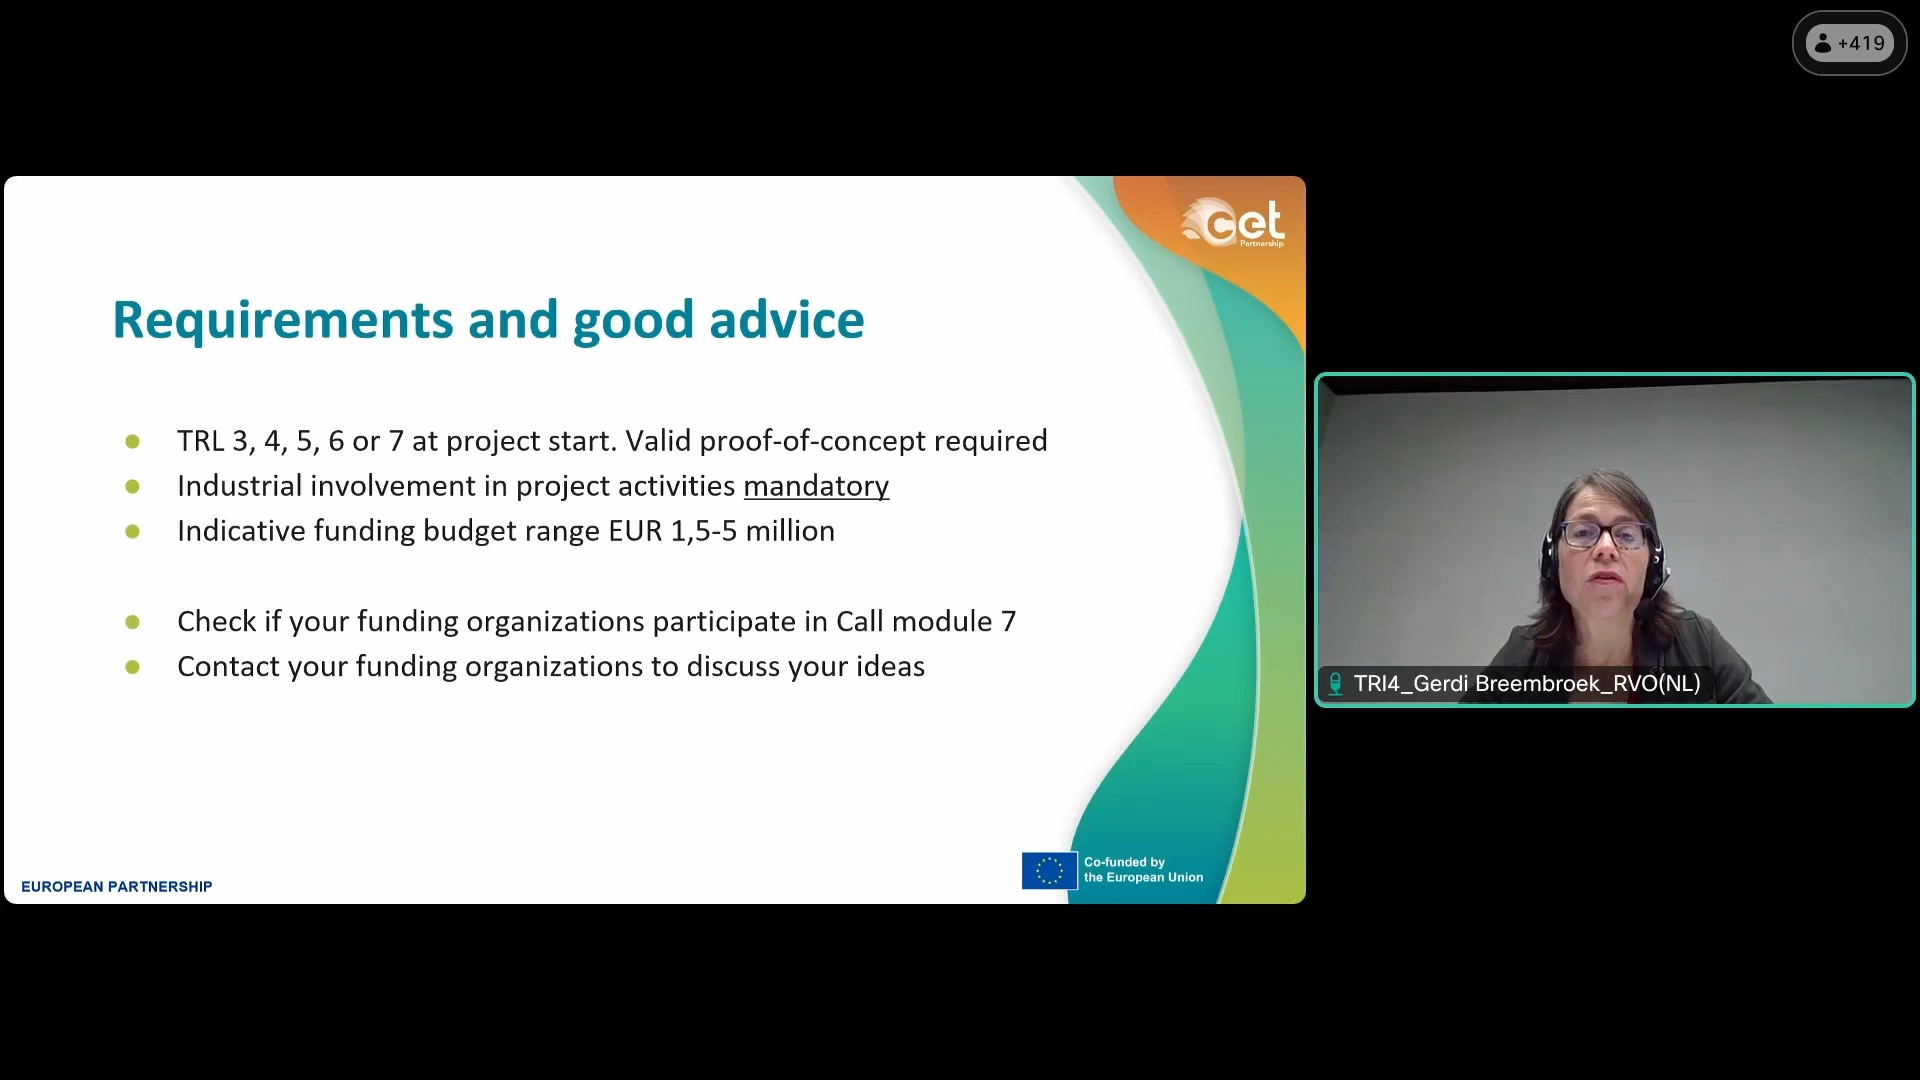 +419
cet
Partnership
Requirements and good advice
TRL 3, 4, 5, 6 or 7 at project start. Valid proof-of-concept required
Industrial involvement in project activities mandatory
Indicative funding budget range EUR 1,5-5 million
Check if your funding organizations participate in Call module 7
Contact your funding organizations to discuss your ideas
TRI4_Gerdi Breembroek_RVO(NL)
Co-funded by
the European Union
EUROPEAN PARTNERSHIP